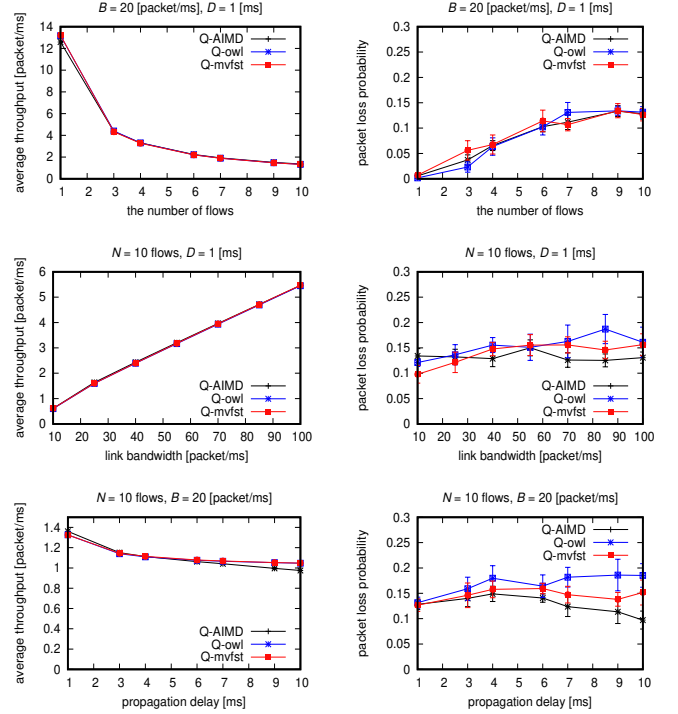 B = 20 [packet/ms], D = 1 [ms]
average throughput [packet/ms]
14
12
10
8
6
4
2
0
Q-AIMD
Q-owl
Q-mvfst
1 2 3 4 5 6 7 8 9 10
the number of flows
B = 20 [packet/ms], D = 1 [ms]
packet loss probability
0.3
0.25
0.2
0.15
0.1
0.05
0
Q-AIMD
Q-owl
Q-mvfst
1 2 3 4 5 6 7 8 9 10
the number of flows
N = 10 flows, D = 1 [ms]
average throughput [packet/ms]
6
5
4
3
2
1
0
Q-AIMD
Q-owl
Q-mvfst
10 20 30 40 50 60 70 80 90 100
link bandwidth [packet/ms]
N = 10 flows, D = 1 [ms]
packet loss probability
0.3
0.25
0.2
0.15
0.1
0.05
0
Q-AIMD
Q-owl
Q-mvfst
10 20 30 40 50 60 70 80 90 100
link bandwidth [packet/ms]
N = 10 flows, B = 20 [packet/ms]
average throughput [packet/ms]
1.4
1.2
1
0.8
0.6
0.4
0.2
0
Q-AIMD
Q-owl
Q-mvfst
1 2 3 4 5 6 7 8 9 10
propagation delay [ms]
N = 10 flows, B = 20 [packet/ms]
packet loss probability
0.3
0.25
0.2
0.15
0.1
0.05
0
Q-AIMD
Q-owl
Q-mvfst
1 2 3 4 5 6 7 8 9 10
propagation delay [ms]